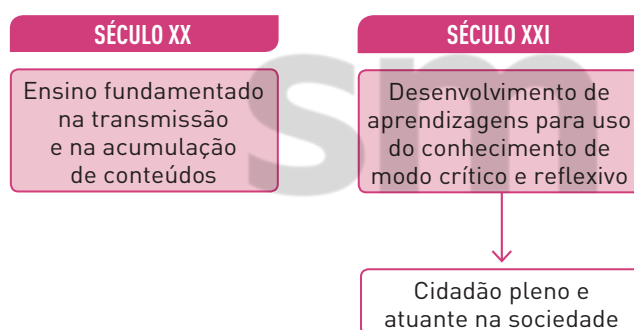 SÉCULO XX
Ensino fundamentado
na transmissão
e na acumulação
de conteúdos
SÉCULO XXI
Desenvolvimento de
aprendizagens para uso
do conhecimento de
modo crítico e reflexivo
Cidadão pleno e
atuante na sociedade
sm